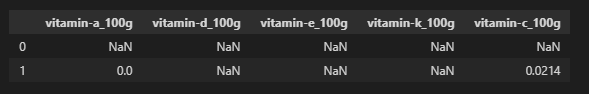 vitamin-a_100g vitamin-d_100g vitamin-e_100g vitamin-k_100g vitamin-c_100g
0 NaN NaN NaN NaN NaN
1 0.0 NaN NaN NaN 0.0214